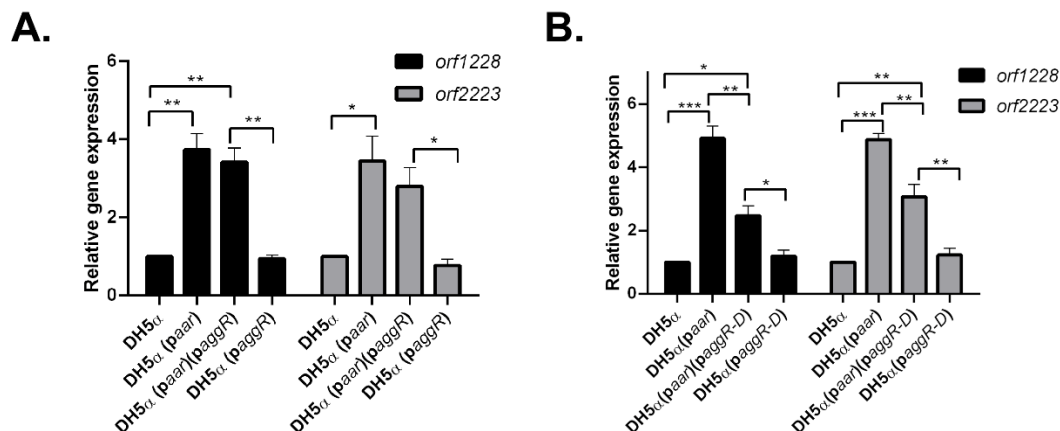 A.
Relative gene expression
6
4
2
0
** ** **
* *
orf1228
orf2223
DH5α
DH5α (paar)
DH5α (paar)(paggR)
DH5α (paggR)
DH5α
DH5α (paar)
DH5α (paar)(paggR)
DH5α (paggR)
B.
Relative gene expression
6
4
2
0
* *** ** *
** *** ** **
orf1228
orf2223
DH5α
DH5α(paar)
DH5α(paar)(paggR-D)
DH5α(paggR-D)
DH5α
DH5α(paar)
DH5α(paar)(paggR-D)
DH5α(paggR-D)